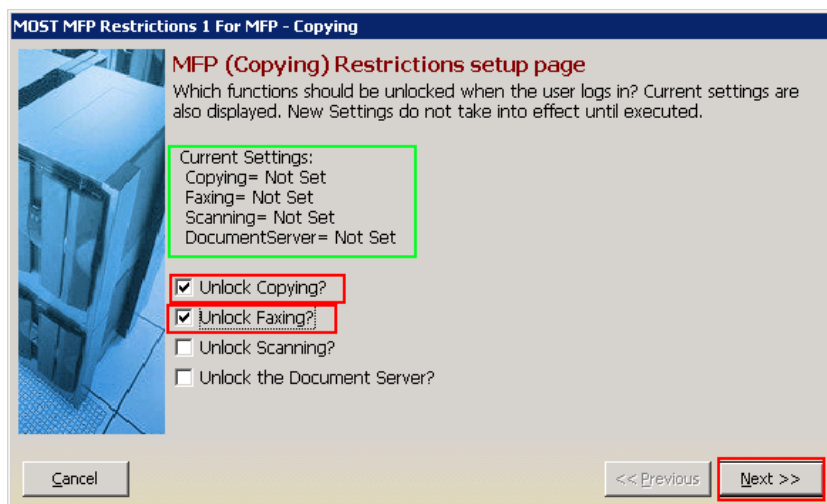 MOST MFP Restrictions 1 For MFP - Copying
MFP (Copying) Restrictions setup page
Which functions should be unlocked when the user logs in? Current settings are
also displayed. New Settings do not take into effect until executed.
Current Settings:
Copying= Not Set
Faxing= Not Set
Scanning= Not Set
DocumentServer= Not Set
Unlock Copying?
Unlock Faxing?
Unlock Scanning?
Unlock the Document Server?
Cancel
<< Previous
Next >>